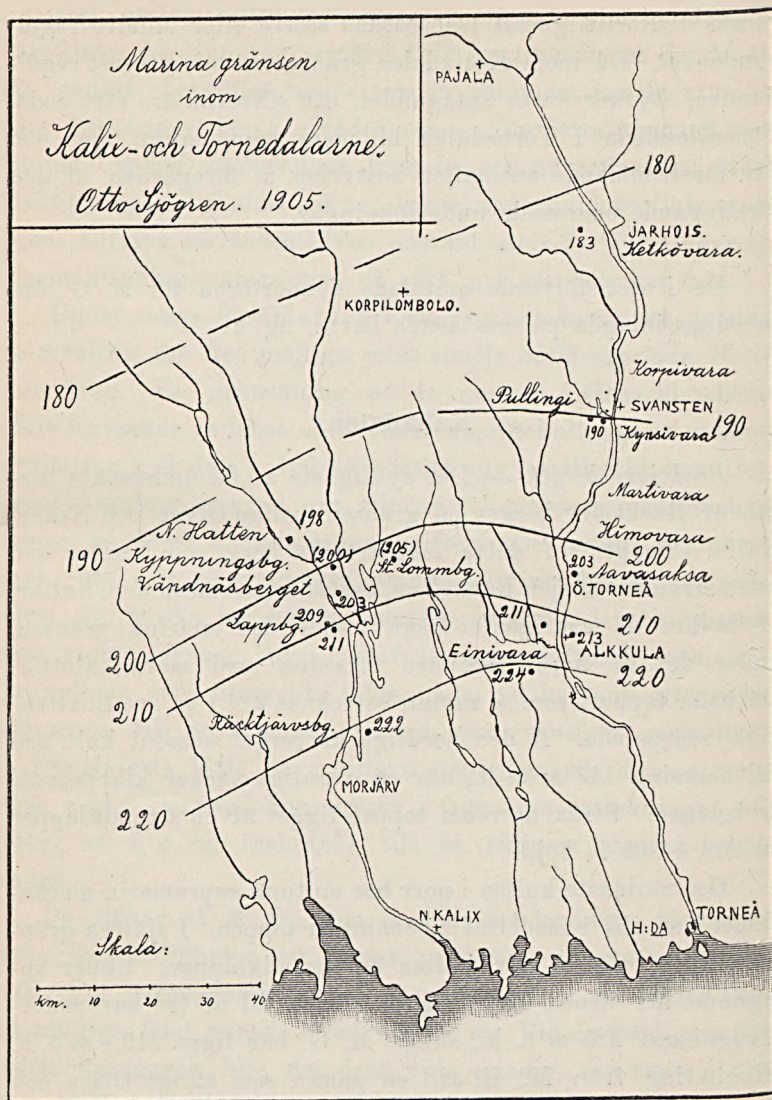 Marina gränsen
inom
Kalix- och Tornedalarne.
Otto Sjögren. 1905.
PAJALA
180
183
JARHOIS.
Ketkövara.
KORPILOMBOLO.
180
Korpivara
Pullingi
SVANSTEN
190
Kynsivara
190
Martivara
Himovara
200
N. Hatten
198
190
Kyppningsbg.
(200)
(205)
St. Lommbg.
203
Aavasaksa
Ö. TORNEÅ
Vändnäsberget
203
Lappbg.
209
211
211
210
213
ALKKULA
200
Einivara
224
220
210
Räcktjärvsbg.
222
MORJÄRV
220
N. KALIX
H:DA
TORNEÅ
Skala:
km. 10 20 30 40